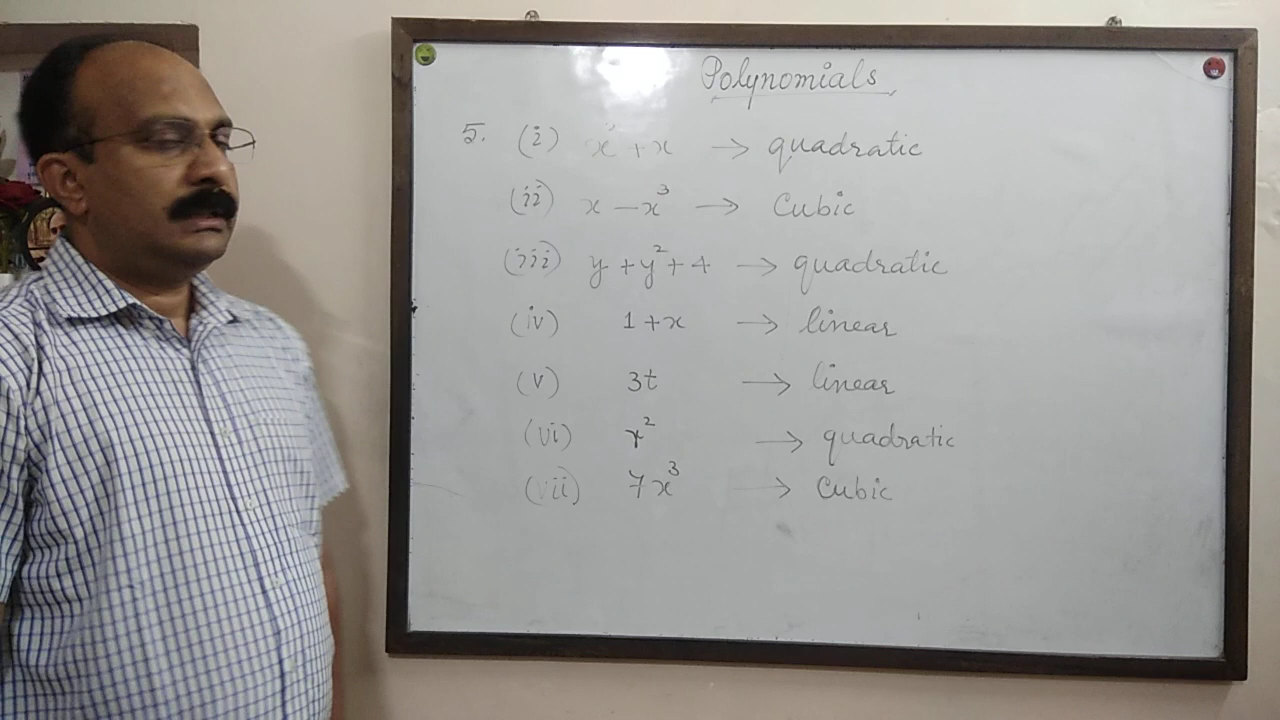 Polynomials
5. (i) x² + x → quadratic
(ii) x – x³ → Cubic
(iii) y + y² + 4 → quadratic
(iv) 1 + x → linear
(v) 3t → linear
(vi) x² → quadratic
(vii) 7x³ → Cubic